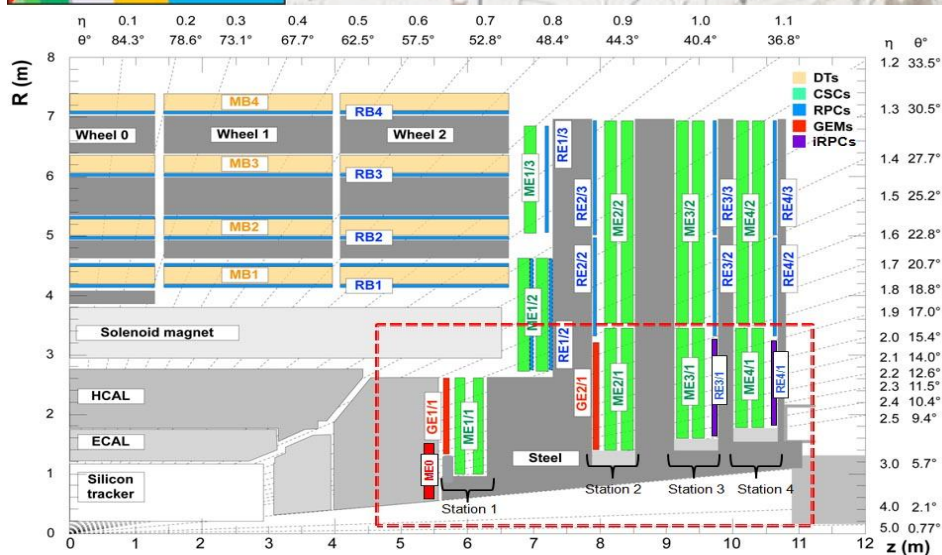 η 0.1 0.2 0.3 0.4 0.5 0.6 0.7 0.8 0.9 1.0 1.1
θ° 84.3° 78.6° 73.1° 67.7° 62.5° 57.5° 52.8° 48.4° 44.3° 40.4° 36.8° η θ°
R (m)
8
7
6
5
4
3
2
1
0
1.2 33.5°
1.3 30.5°
1.4 27.7°
1.5 25.2°
1.6 22.8°
1.7 20.7°
1.8 18.8°
1.9 17.0°
2.0 15.4°
2.1 14.0°
2.2 12.6°
2.3 11.5°
2.4 10.4°
2.5 9.4°
3.0 5.7°
4.0 2.1°
5.0 0.77°
DTs
CSCs
RPCs
GEMs
iRPCs
MB4
RB4
Wheel 0
Wheel 1
Wheel 2
MB3
RB3
MB2
RB2
MB1
RB1
ME1/3
RE1/3
RE2/3
ME2/2
ME3/2
RE3/3
ME4/2
RE4/3
RE2/2
RE3/2
RE4/2
ME1/2
RE1/2
Solenoid magnet
HCAL
ECAL
Silicon
tracker
GE1/1
ME1/1
ME0
GE2/1
ME2/1
ME3/1
RE3/1
ME4/1
RE4/1
Steel
Station 1
Station 2
Station 3
Station 4
0 1 2 3 4 5 6 7 8 9 10 11 12
z (m)